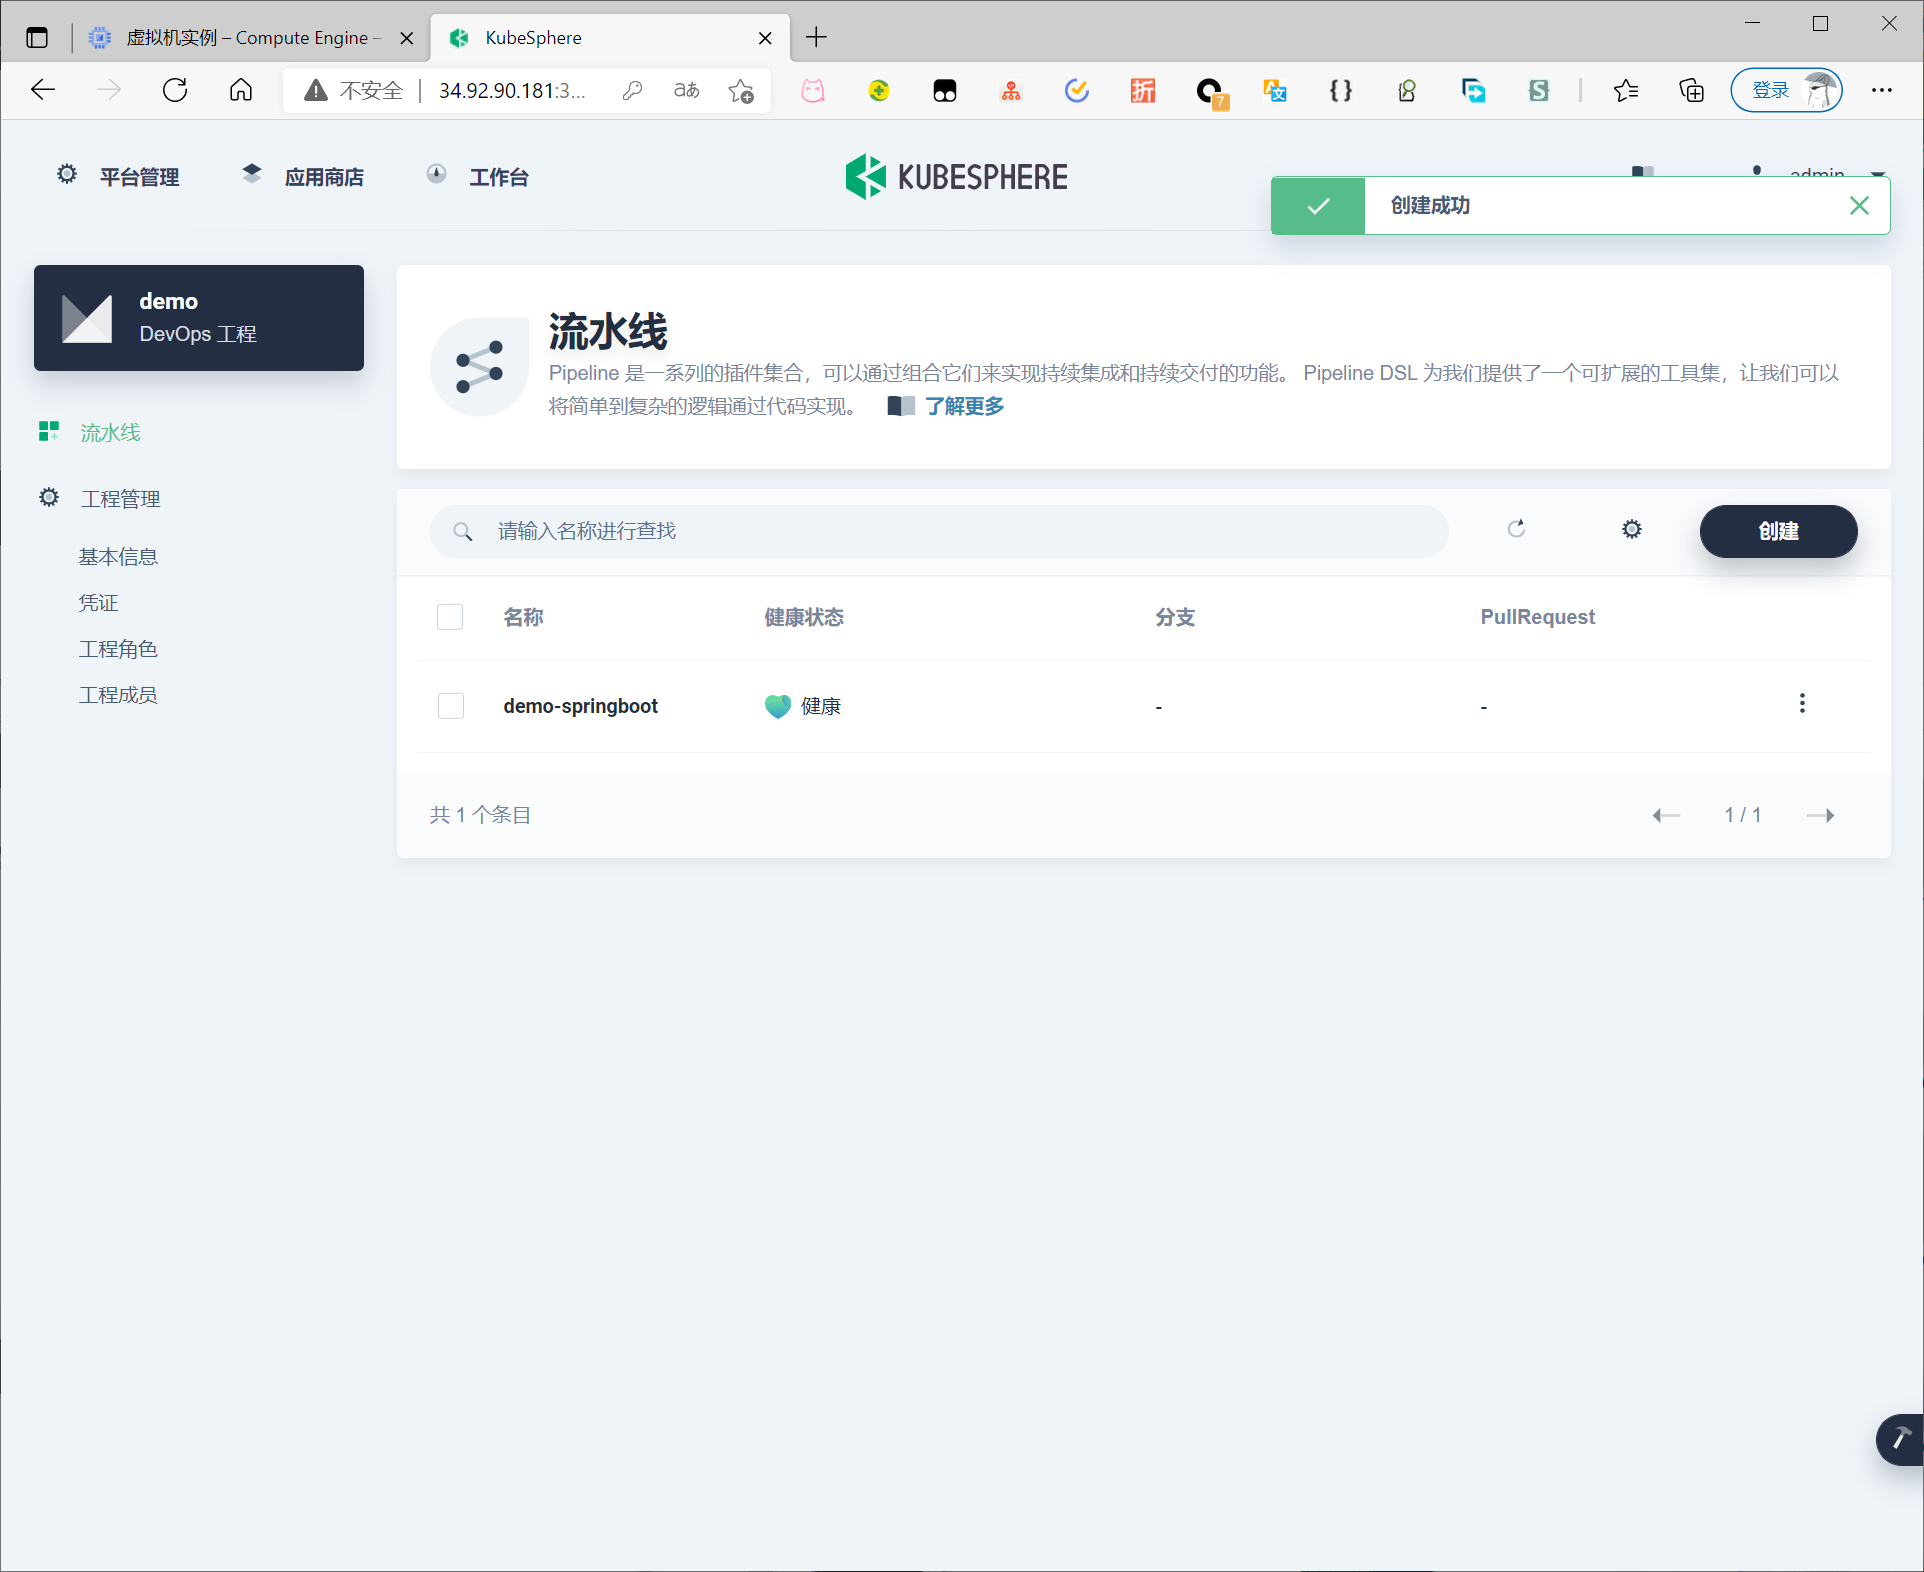 虚拟机实例 – Compute Engine –
KubeSphere
不安全
34.92.90.181:3...
aあ
折
7
登录
平台管理
应用商店
工作台
KUBESPHERE
admin
创建成功
demo
DevOps 工程
流水线
Pipeline 是一系列的插件集合，可以通过组合它们来实现持续集成和持续交付的功能。 Pipeline DSL 为我们提供了一个可扩展的工具集，让我们可以
将简单到复杂的逻辑通过代码实现。 了解更多
流水线
工程管理
基本信息
凭证
工程角色
工程成员
请输入名称进行查找
创建
名称 健康状态 分支 PullRequest
demo-springboot 健康 - -
共 1 个条目
1 / 1